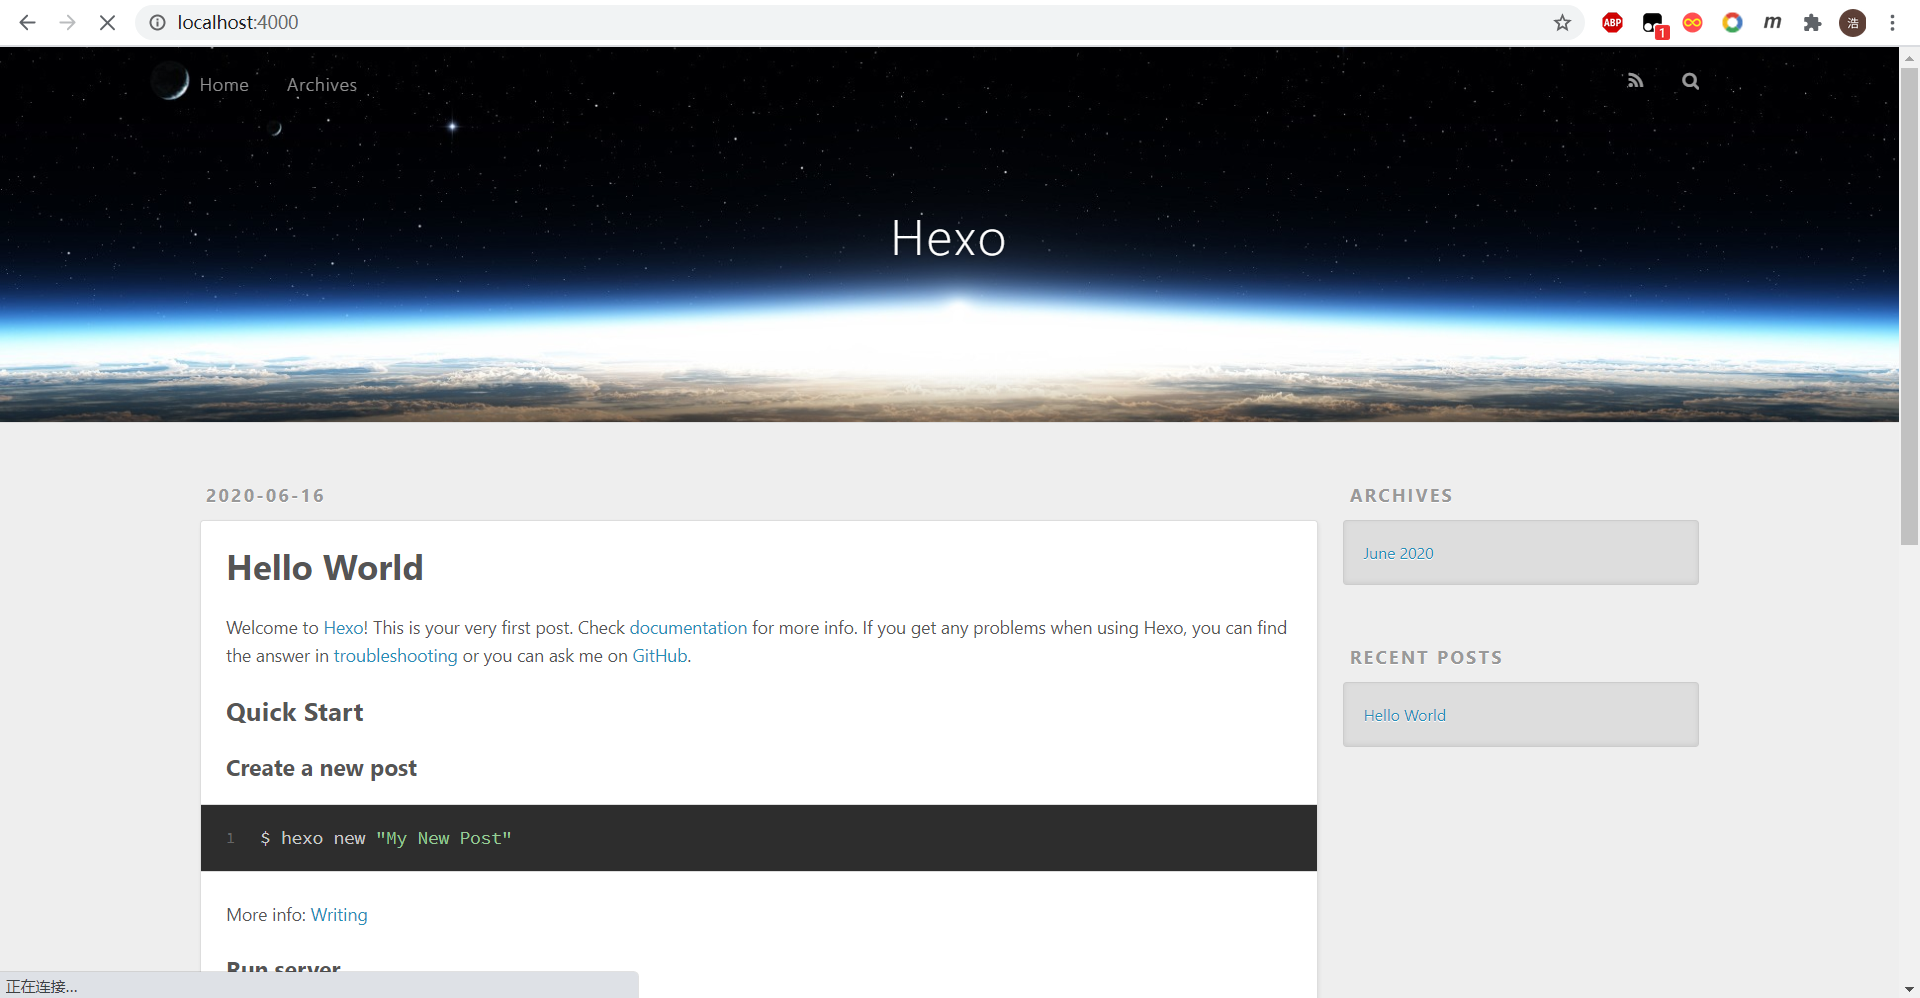 localhost:4000
ABP
1
m
浩
Home
Archives
Hexo
2020-06-16
Hello World
Welcome to Hexo! This is your very first post. Check documentation for more info. If you get any problems when using Hexo, you can find
the answer in troubleshooting or you can ask me on GitHub.
Quick Start
Create a new post
1 $ hexo new "My New Post"
More info: Writing
Run server
ARCHIVES
June 2020
RECENT POSTS
Hello World
正在连接...